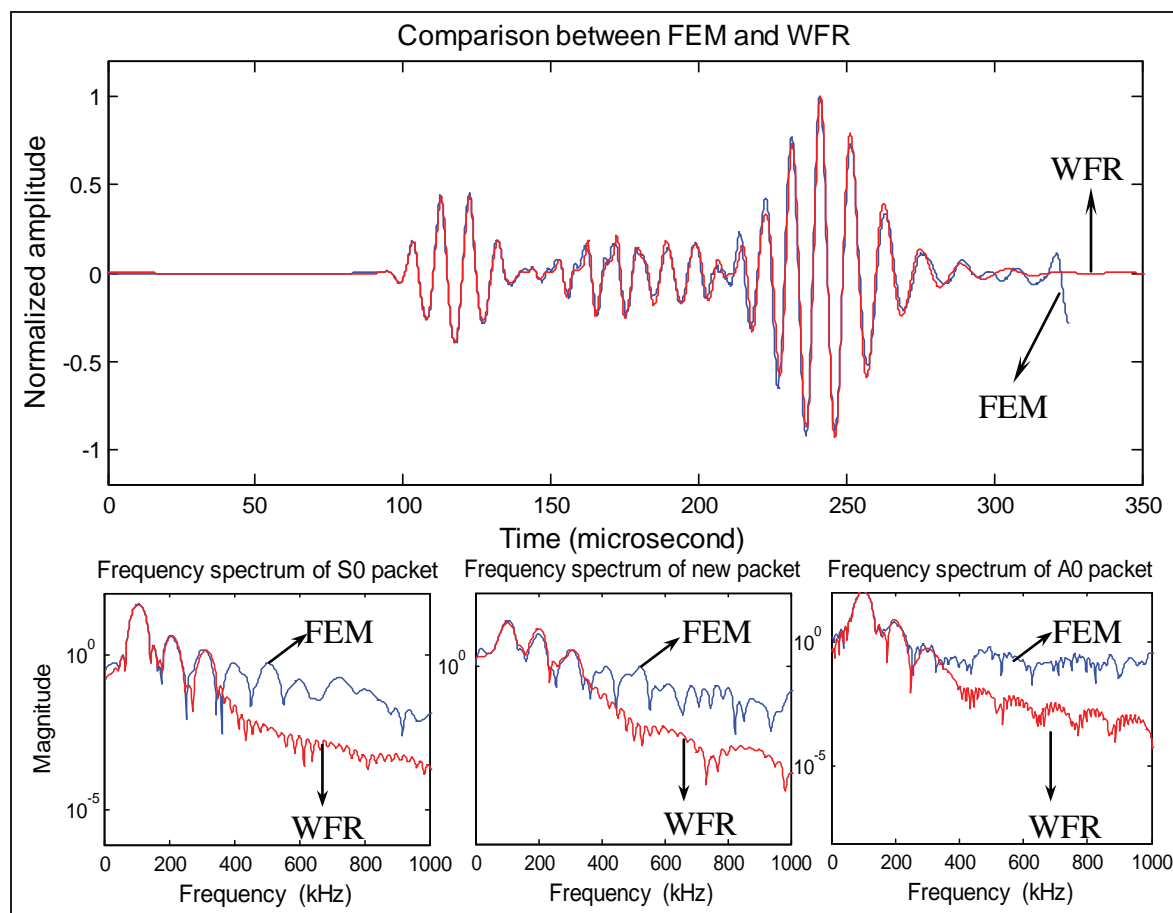 Comparison between FEM and WFR
Normalized amplitude
1
0.5
0
-0.5
-1
WFR
FEM
0 50 100 150 200 250 300 350
Time (microsecond)
Frequency spectrum of S0 packet
Magnitude
10^0
10^-5
FEM
WFR
0 200 400 600 800 1000
Frequency (kHz)
Frequency spectrum of new packet
10^0
FEM
WFR
0 200 400 600 800 1000
Frequency (kHz)
Frequency spectrum of A0 packet
10^0
10^-5
FEM
WFR
0 200 400 600 800 1000
Frequency (kHz)